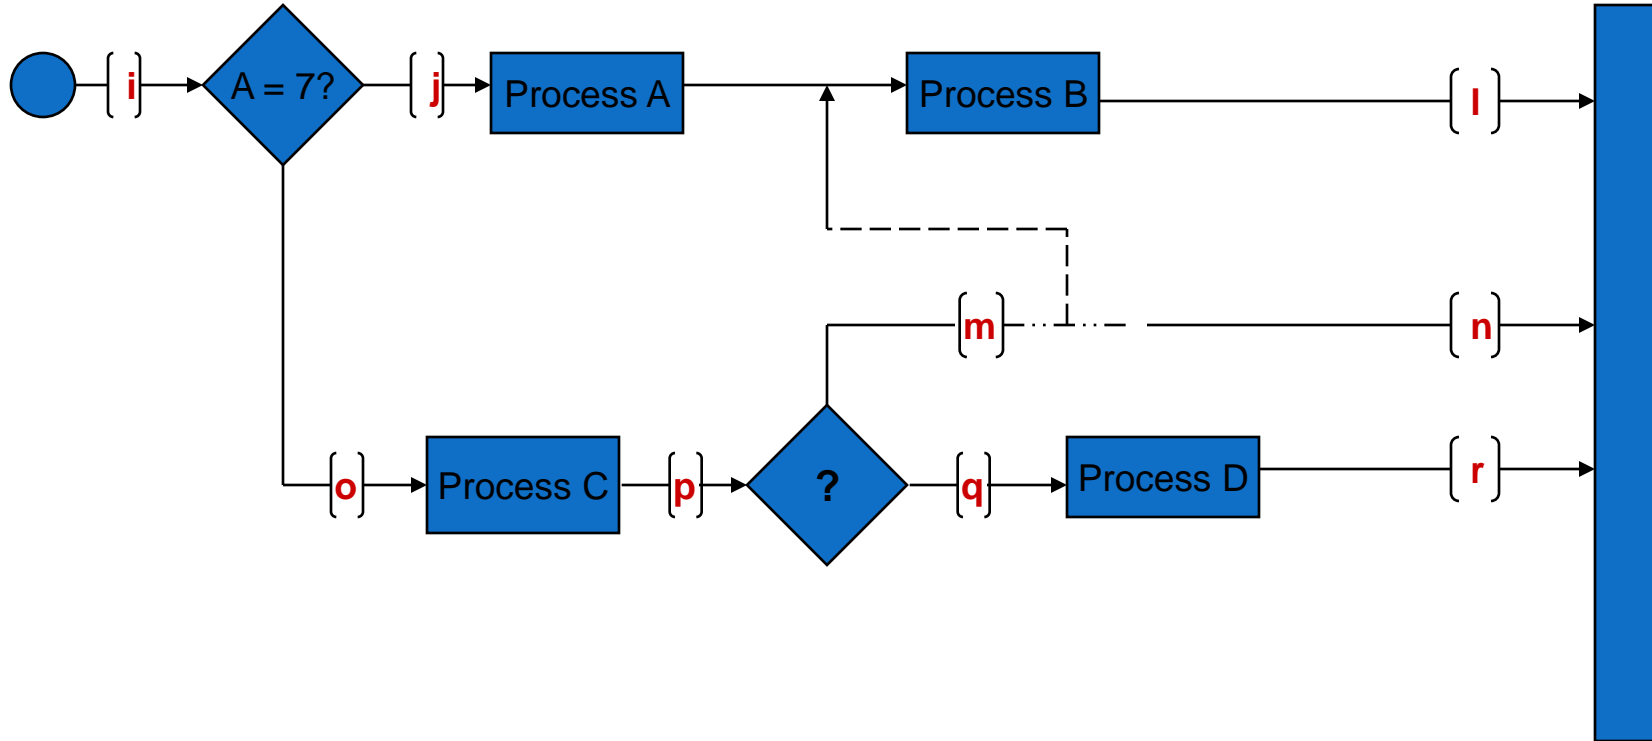 i
A = 7?
j
Process A
Process B
l
m
n
o
Process C
p
?
q
Process D
r